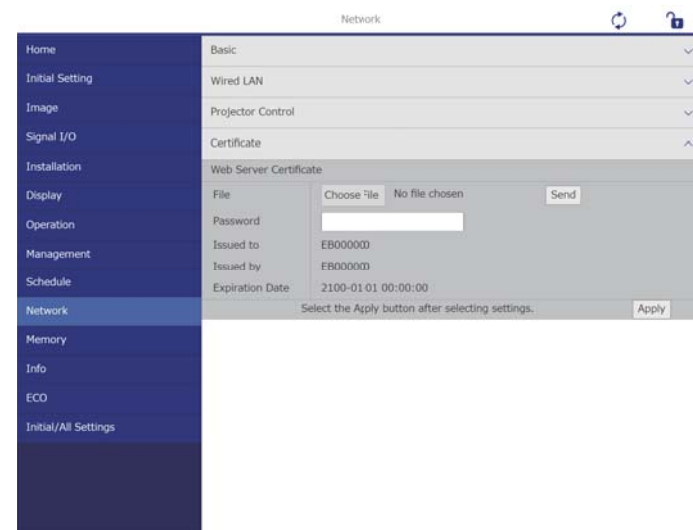 Network
Home
Initial Setting
Image
Signal I/O
Installation
Display
Operation
Management
Schedule
Network
Memory
Info
ECO
Initial/All Settings
Basic
Wired LAN
Projector Control
Certificate
Web Server Certificate
File Choose File No file chosen Send
Password
Issued to EB000000
Issued by EB000000
Expiration Date 2100-01 01 00:00:00
Select the Apply button after selecting settings. Apply